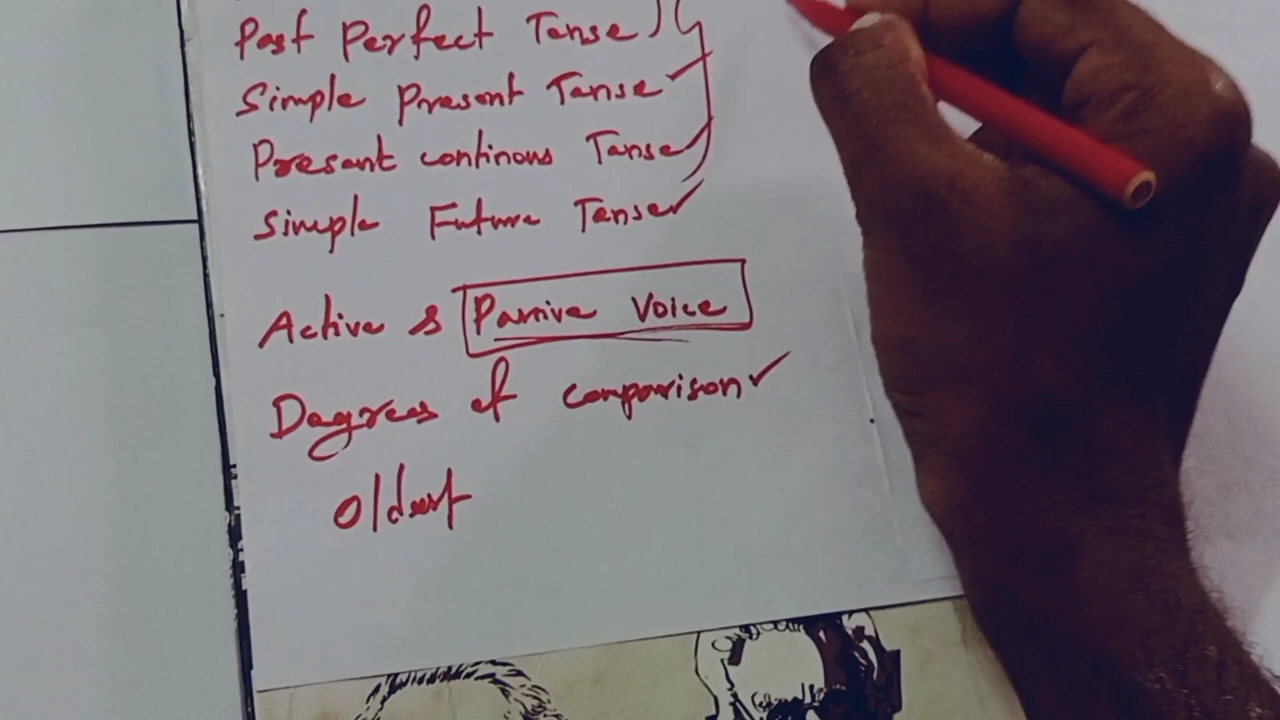 Past Perfect Tense
Simple Present Tense
Present continous Tense
Simple Future Tense
Active & Passive Voice
Degrees of comparison
Oldest